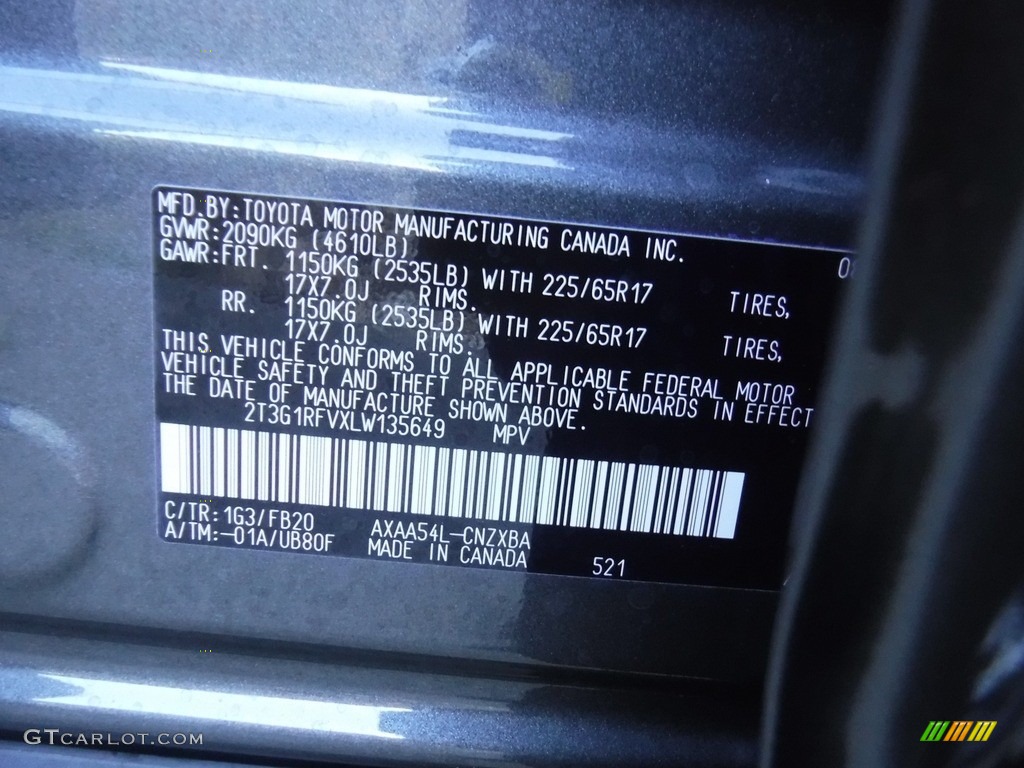 MFD.BY:TOYOTA MOTOR MANUFACTURING CANADA INC.
GVWR:2090KG (4610LB)
GAWR:FRT. 1150KG (2535LB) WITH 225/65R17 TIRES,
17X7.0J RIMS.
RR. 1150KG (2535LB) WITH 225/65R17 TIRES,
17X7.0J RIMS.
THIS VEHICLE CONFORMS TO ALL APPLICABLE FEDERAL MOTOR
VEHICLE SAFETY AND THEFT PREVENTION STANDARDS IN EFFECT
THE DATE OF MANUFACTURE SHOWN ABOVE.
2T3G1RFVXLW135649 MPV
C/TR:1G3/FB20 AXAA54L-CNZXBA
A/TM:-01A/UB80F MADE IN CANADA 521
GTCARLOT.COM